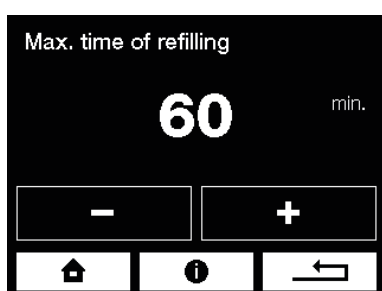 Max. time of refilling
60 min.
− +